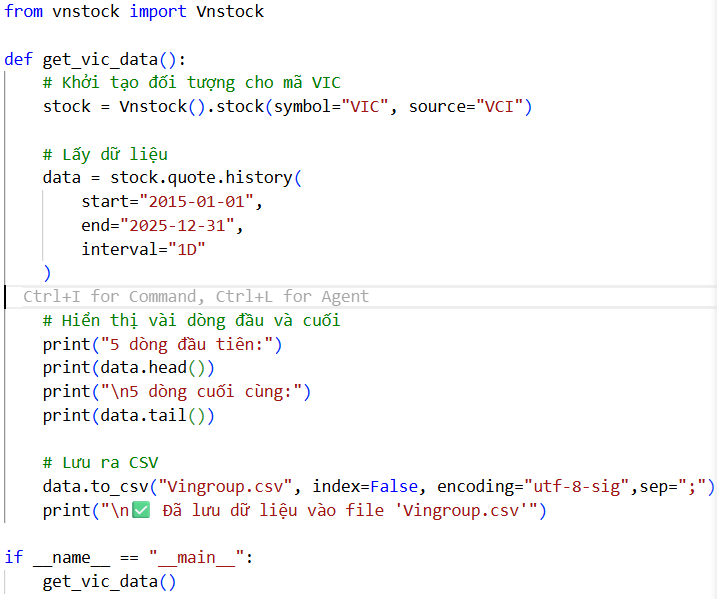 from vnstock import Vnstock
def get_vic_data():
# Khởi tạo đối tượng cho mã VIC
stock = Vnstock().stock(symbol="VIC", source="VCI")
# Lấy dữ liệu
data = stock.quote.history(
start="2015-01-01",
end="2025-12-31",
interval="1D"
)
Ctrl+I for Command, Ctrl+L for Agent
# Hiển thị vài dòng đầu và cuối
print("5 dòng đầu tiên:")
print(data.head())
print("\n5 dòng cuối cùng:")
print(data.tail())
# Lưu ra CSV
data.to_csv("Vingroup.csv", index=False, encoding="utf-8-sig",sep=";")
print("\n✅ Đã lưu dữ liệu vào file 'Vingroup.csv'")
if __name__ == "__main__":
get_vic_data()